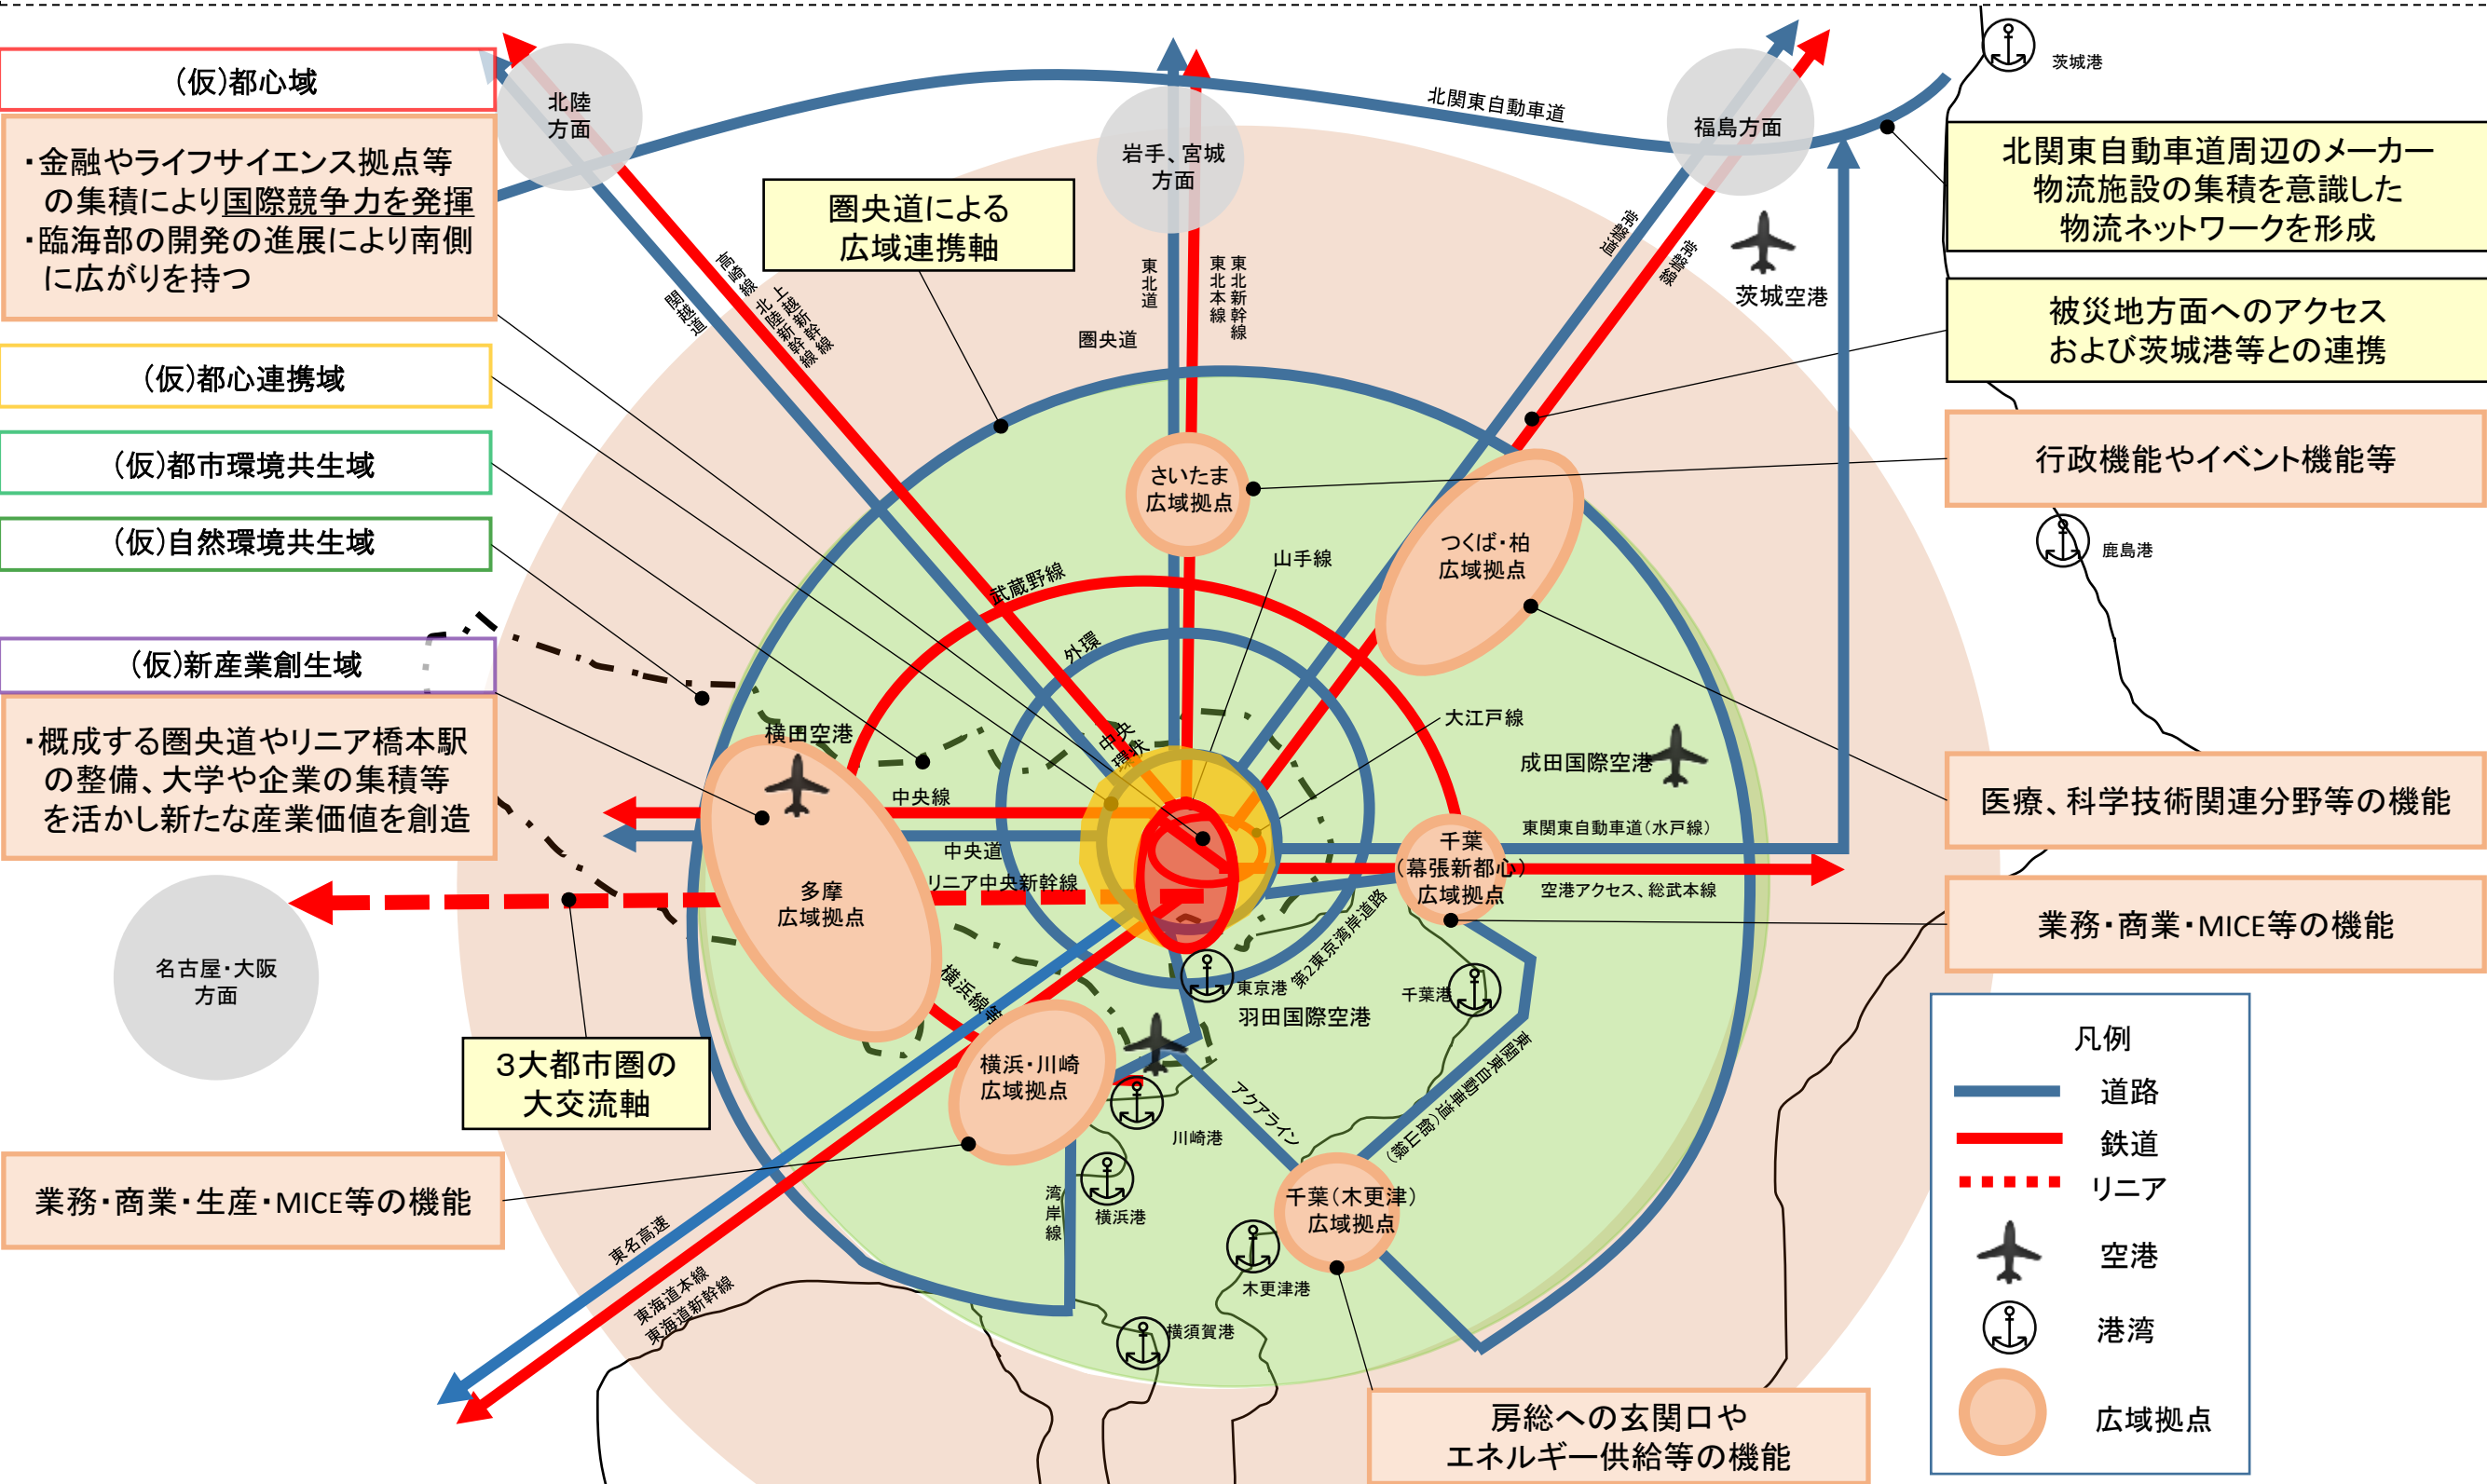 (仮)都心域
・金融やライフサイエンス拠点等
の集積により国際競争力を発揮
・臨海部の開発の進展により南側
に広がりを持つ
(仮)都心連携域
(仮)都市環境共生域
(仮)自然環境共生域
(仮)新産業創生域
・概成する圏央道やリニア橋本駅
の整備、大学や企業の集積等
を活かし新たな産業価値を創造
名古屋・大阪
方面
3大都市圏の
大交流軸
業務・商業・生産・MICE等の機能
北陸
方面
岩手、宮城
方面
福島方面
北関東自動車道
圏央道による
広域連携軸
関越道
高崎線
上越新幹線
北陸新幹線
東北道
東北本線
東北新幹線
圏央道
常磐道
常磐線
茨城空港
茨城港
北関東自動車道周辺のメーカー
物流施設の集積を意識した
物流ネットワークを形成
被災地方面へのアクセス
および茨城港等との連携
行政機能やイベント機能等
鹿島港
医療、科学技術関連分野等の機能
業務・商業・MICE等の機能
さいたま
広域拠点
つくば・柏
広域拠点
山手線
武蔵野線
外環
中央
環状
大江戸線
横田空港
成田国際空港
中央線
中央道
リニア中央新幹線
多摩
広域拠点
千葉
(幕張新都心)
広域拠点
東関東自動車道(水戸線)
空港アクセス、総武本線
第2東京湾岸道路
東京港
羽田国際空港
千葉港
横浜線等
横浜・川崎
広域拠点
川崎港
アクアライン
東関東自動車道(館山線)
湾岸線
横浜港
千葉(木更津)
広域拠点
木更津港
横須賀港
東名高速
東海道本線
東海道新幹線
房総への玄関口や
エネルギー供給等の機能
凡例
道路
鉄道
リニア
空港
港湾
広域拠点